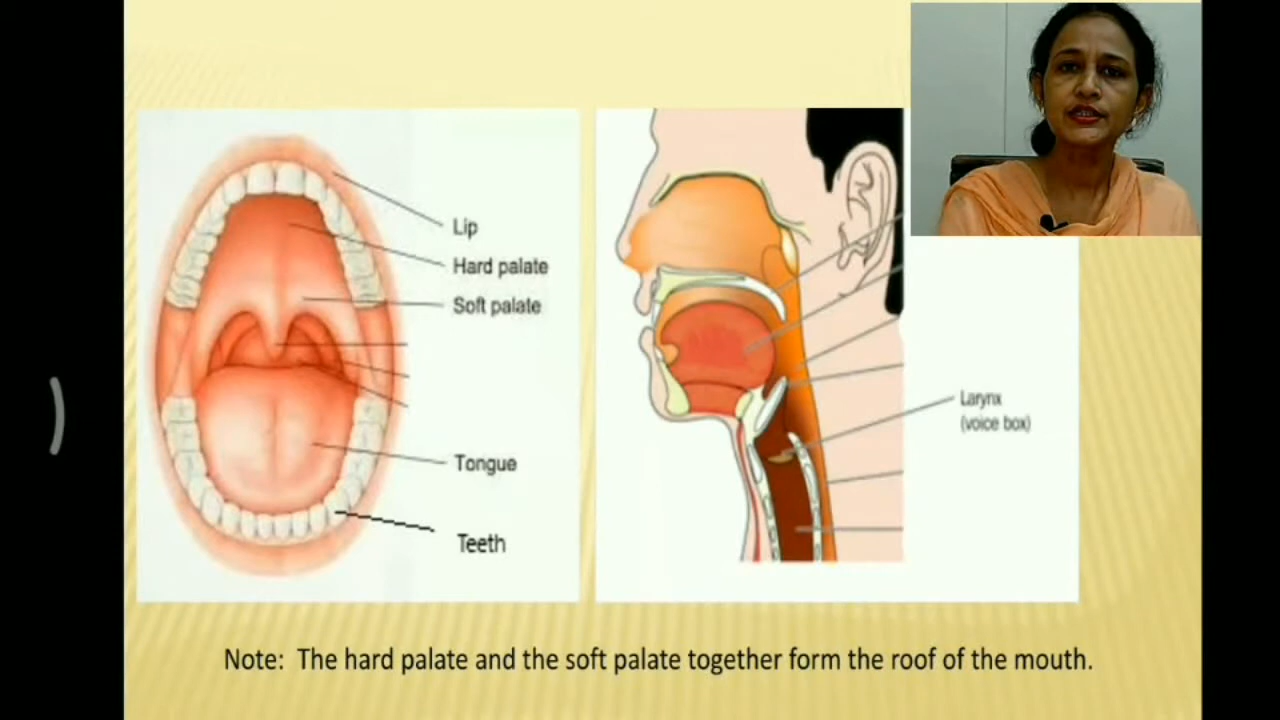 Lip
Hard palate
Soft palate
Tongue
Teeth
Larynx
(voice box)
Note: The hard palate and the soft palate together form the roof of the mouth.